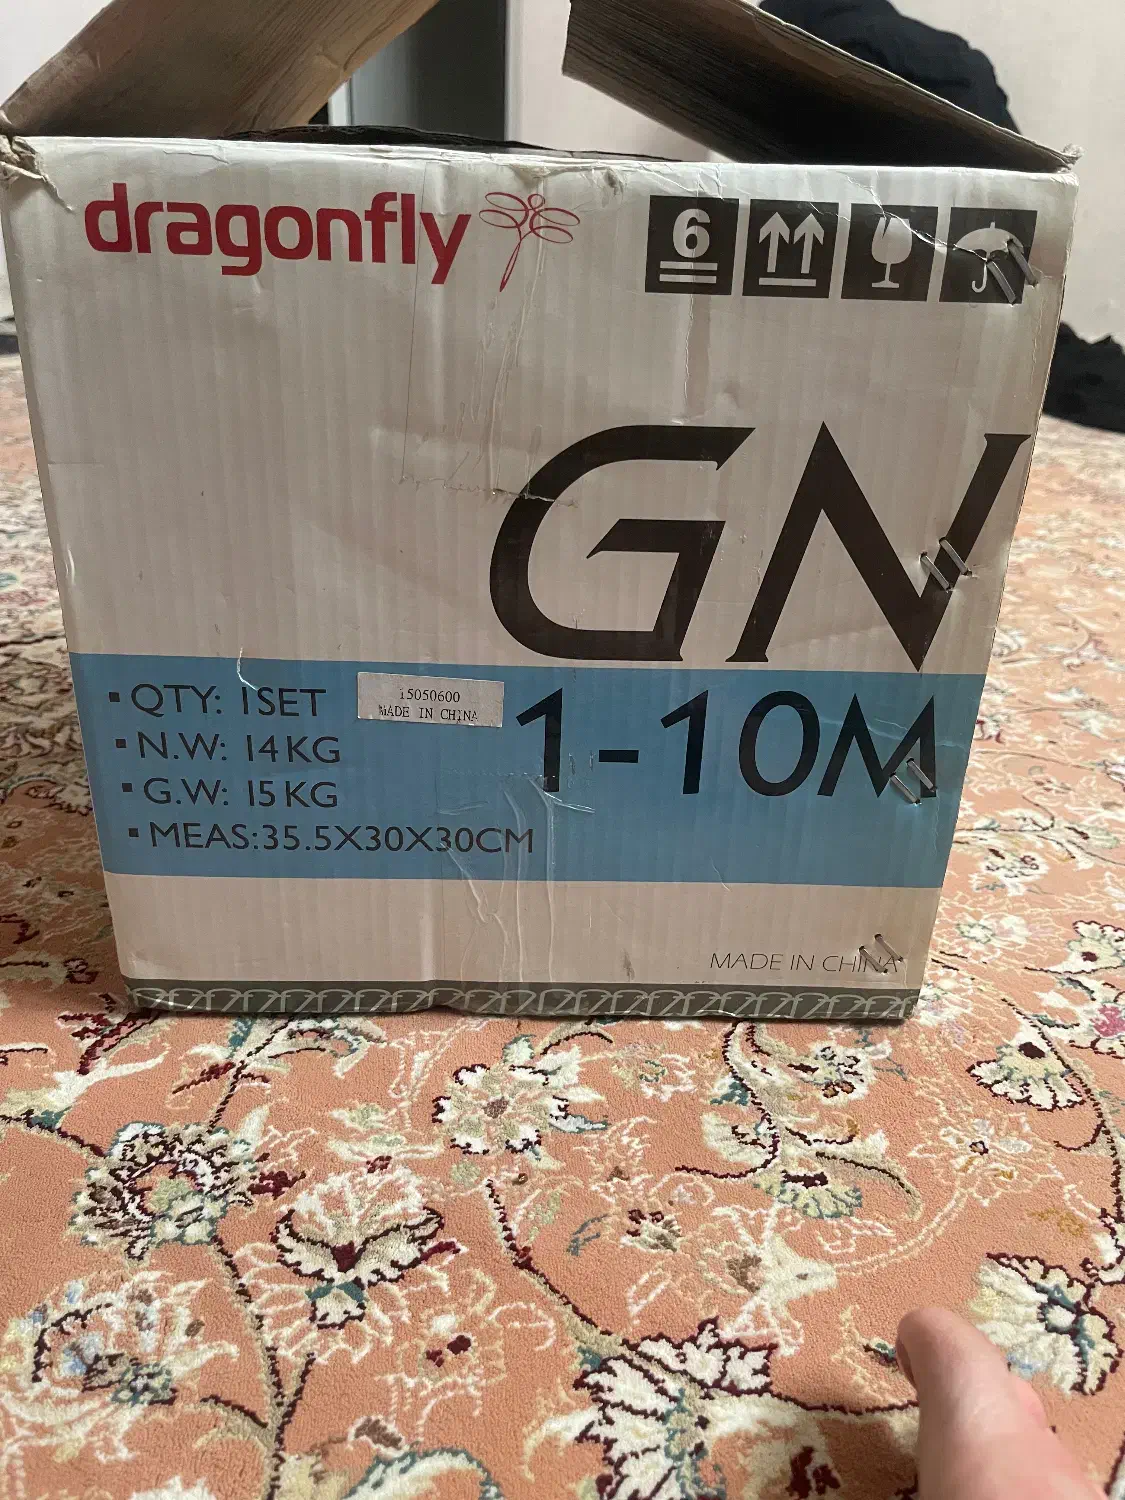 dragonfly
6
GN
1-10M
QTY: 1SET
N.W: 14KG
G.W: 15KG
MEAS:35.5X30X30CM
15050600
MADE IN CHINA
MADE IN CHINA